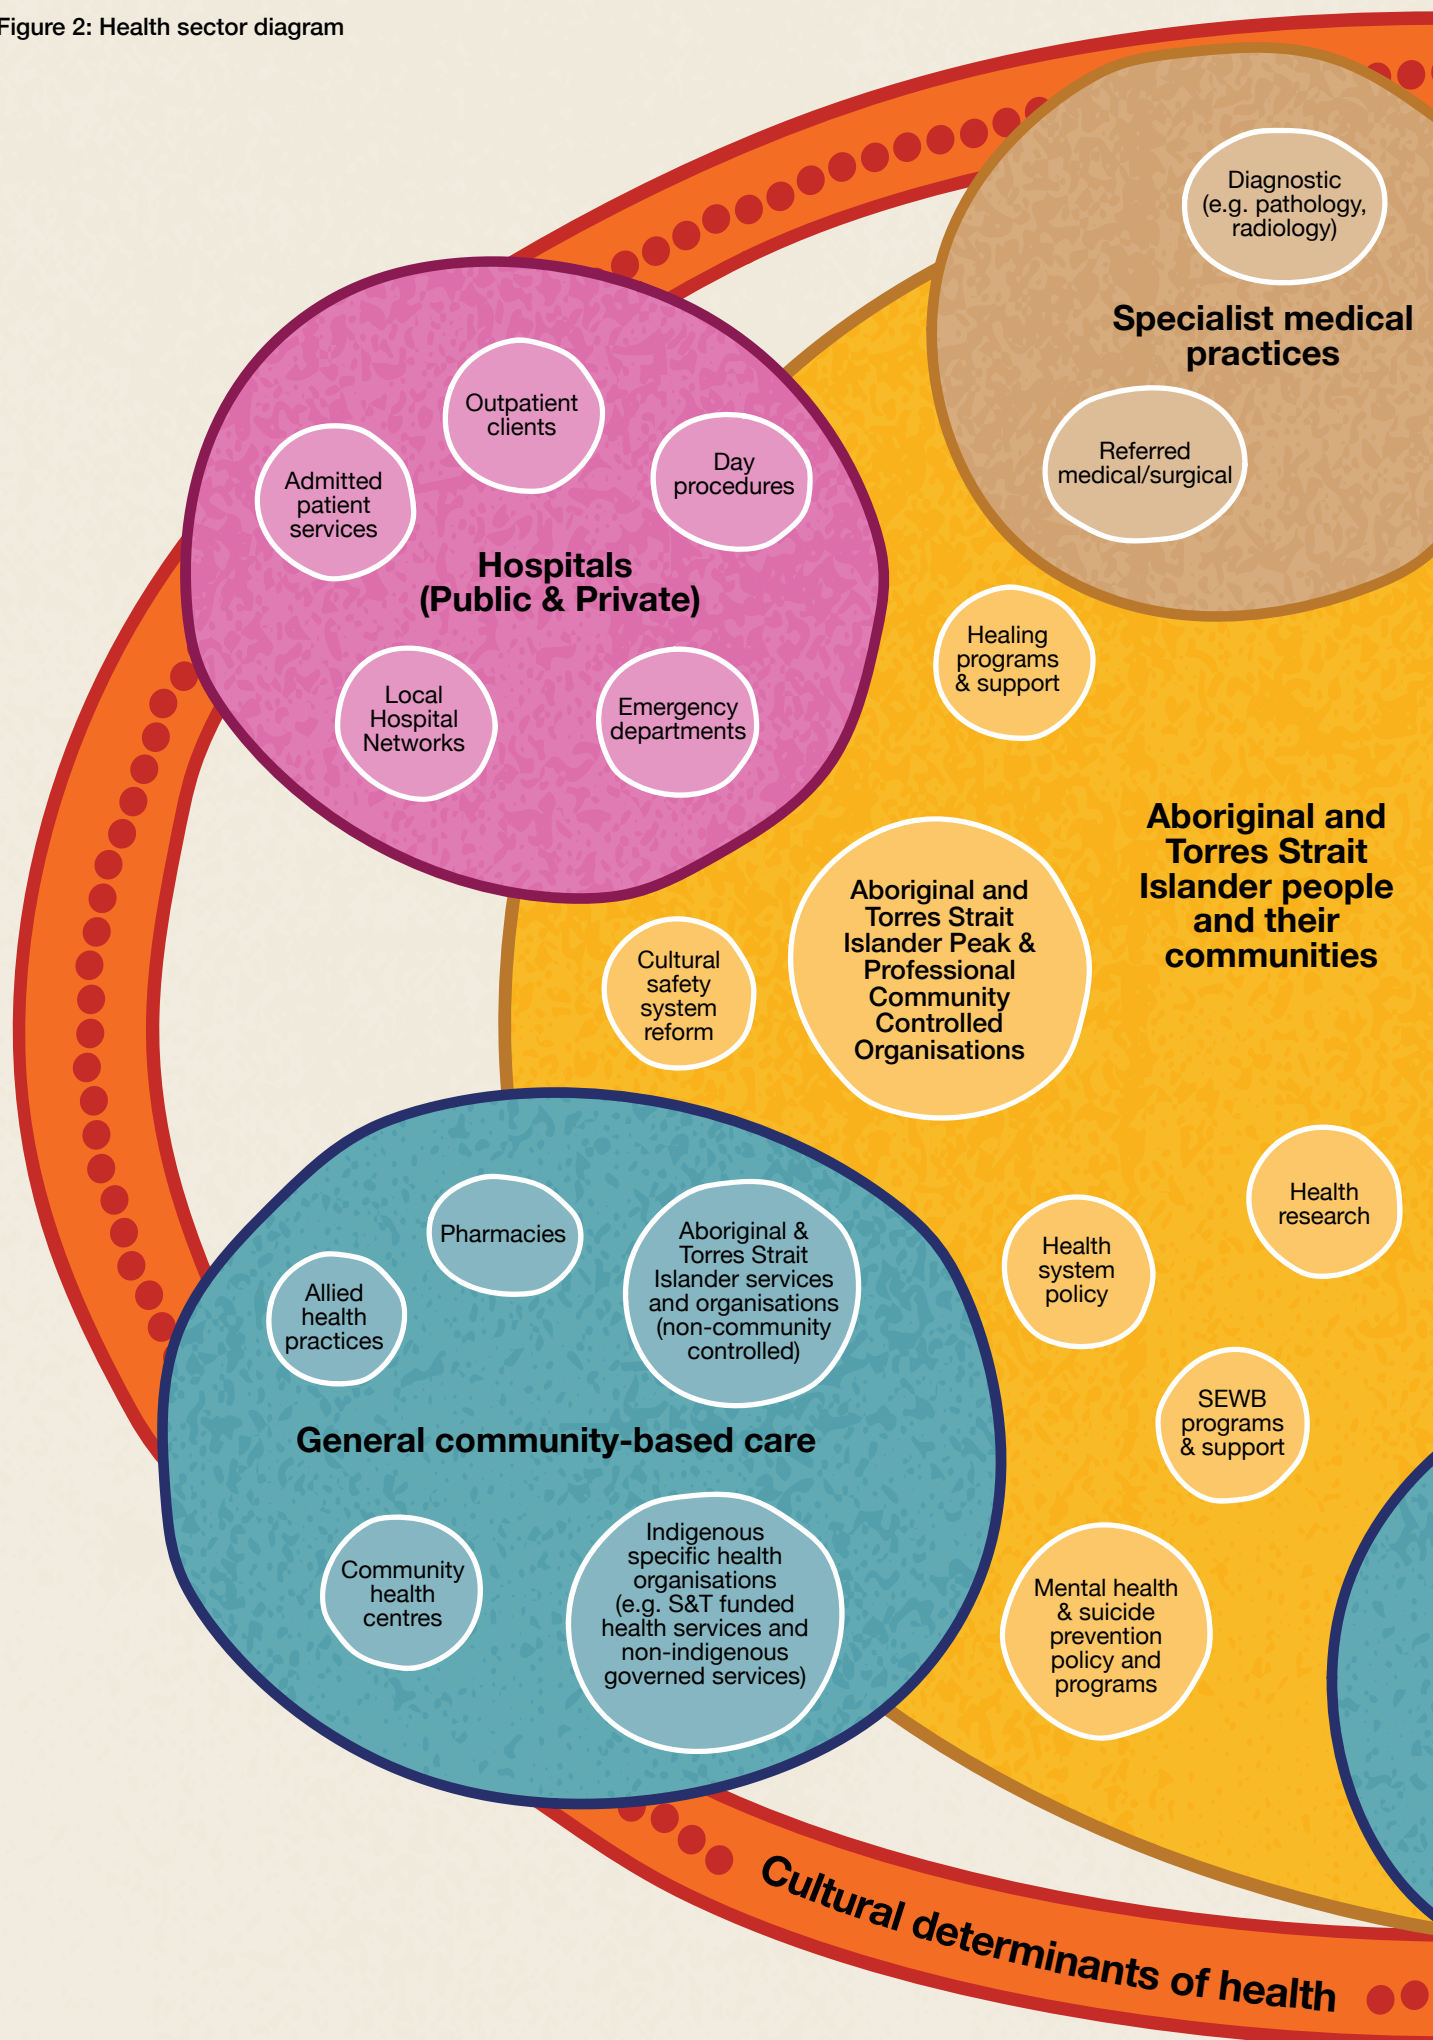 Figure 2: Health sector diagram
Diagnostic
(e.g. pathology,
radiology)
Specialist medical
practices
Referred
medical/surgical
Outpatient
clients
Day
procedures
Admitted
patient
services
Hospitals
(Public & Private)
Local
Hospital
Networks
Emergency
departments
Healing
programs
& support
Aboriginal and
Torres Strait
Islander people
and their
communities
Aboriginal and
Torres Strait
Islander Peak &
Professional
Community
Controlled
Organisations
Cultural
safety
system
reform
Health
research
Health
system
policy
SEWB
programs
& support
Mental health
& suicide
prevention
policy and
programs
Pharmacies
Aboriginal &
Torres Strait
Islander services
and organisations
(non-community
controlled)
Allied
health
practices
General community-based care
Community
health
centres
Indigenous
specific health
organisations
(e.g. S&T funded
health services and
non-indigenous
governed services)
Cultural determinants of health